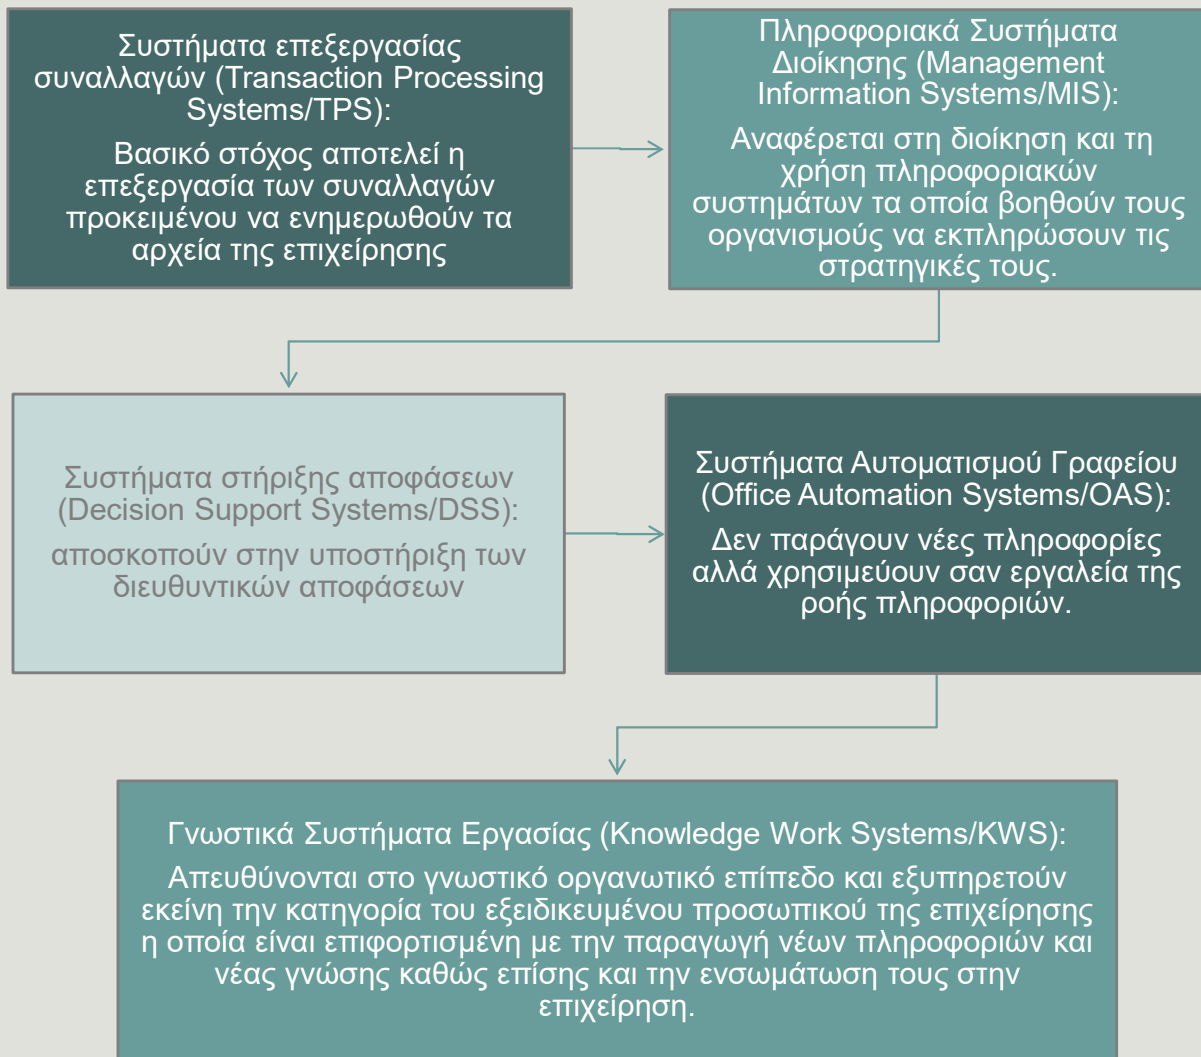 Συστήματα επεξεργασίας
συναλλαγών (Transaction Processing
Systems/TPS):
Βασικό στόχος αποτελεί η
επεξεργασία των συναλλαγών
προκειμένου να ενημερωθούν τα
αρχεία της επιχείρησης
Πληροφοριακά Συστήματα
Διοίκησης (Management
Information Systems/MIS):
Αναφέρεται στη διοίκηση και τη
χρήση πληροφοριακών
συστημάτων τα οποία βοηθούν τους
οργανισμούς να εκπληρώσουν τις
στρατηγικές τους.
Συστήματα στήριξης αποφάσεων
(Decision Support Systems/DSS):
αποσκοπούν στην υποστήριξη των
διευθυντικών αποφάσεων
Συστήματα Αυτοματισμού Γραφείου
(Office Automation Systems/OAS):
Δεν παράγουν νέες πληροφορίες
αλλά χρησιμεύουν σαν εργαλεία της
ροής πληροφοριών.
Γνωστικά Συστήματα Εργασίας (Knowledge Work Systems/KWS):
Απευθύνονται στο γνωστικό οργανωτικό επίπεδο και εξυπηρετούν
εκείνη την κατηγορία του εξειδικευμένου προσωπικού της επιχείρησης
η οποία είναι επιφορτισμένη με την παραγωγή νέων πληροφοριών και
νέας γνώσης καθώς επίσης και την ενσωμάτωση τους στην
επιχείρηση.